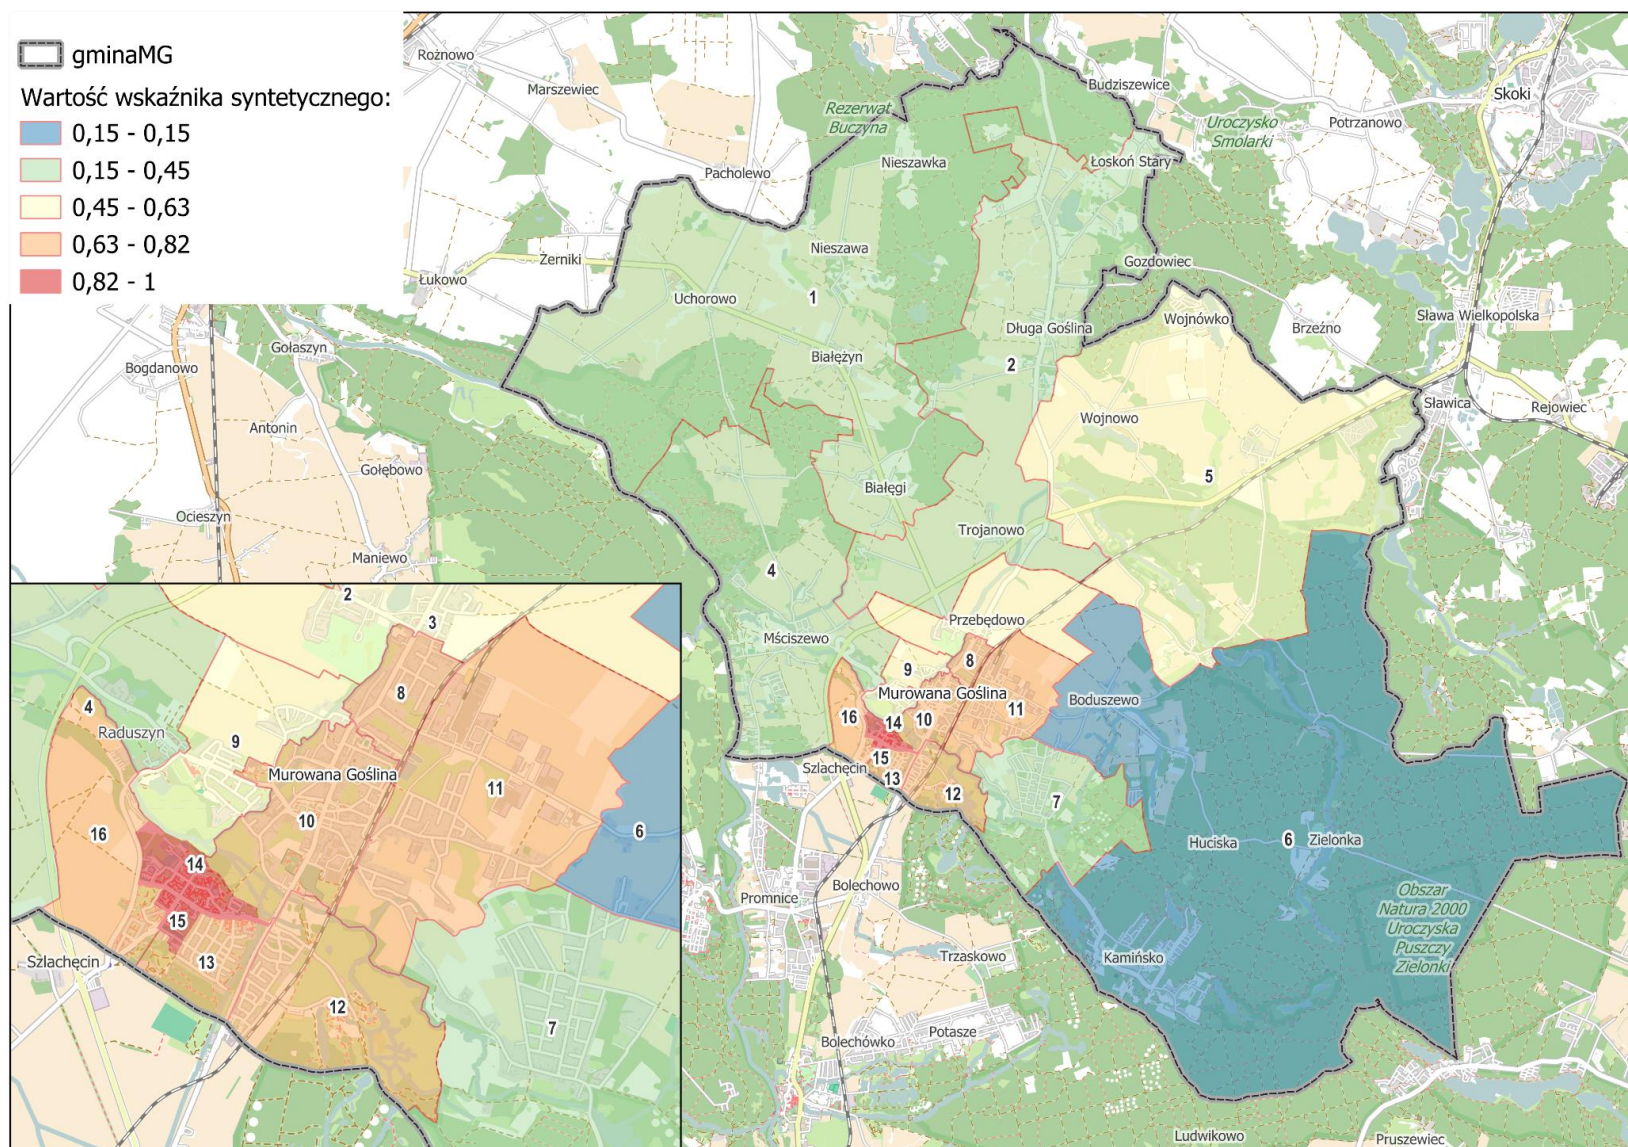 gminaMG
Wartość wskaźnika syntetycznego:
0,15 - 0,15
0,15 - 0,45
0,45 - 0,63
0,63 - 0,82
0,82 - 1
Rożnowo
Marszewiec
Budziszewice
Skoki
Rezerwat
Buczyna
Uroczysko
Smolarki
Potrzanowo
Nieszawka
Łoskoń Stary
Pacholewo
Nieszawa
Żerniki
Gozdowiec
Łukowo
Uchorowo
1
Wojnówko
Brzeźno
Sława Wielkopolska
Długa Goślina
Gołaszyn
Białężyn
2
Bogdanowo
Sławica
Rejowiec
Wojnowo
Antonin
Gołębowo
5
Białęgi
Ocieszyn
Trojanowo
Maniewo
4
Przebędowo
Mściszewo
8
9
Murowana Goślina
Boduszewo
16
14
10
11
15
Szlachęcin
13
12
7
Huciska
6
Zielonka
Promnice
Bolechowo
Obszar
Natura 2000
Uroczyska
Puszczy
Zielonki
Trzaskowo
Kamińsko
Potasze
Bolechówko
Ludwikowo
Pruszewiec
2
3
8
4
Raduszyn
9
Murowana Goślina
11
10
16
6
14
15
Szlachęcin
13
12
7